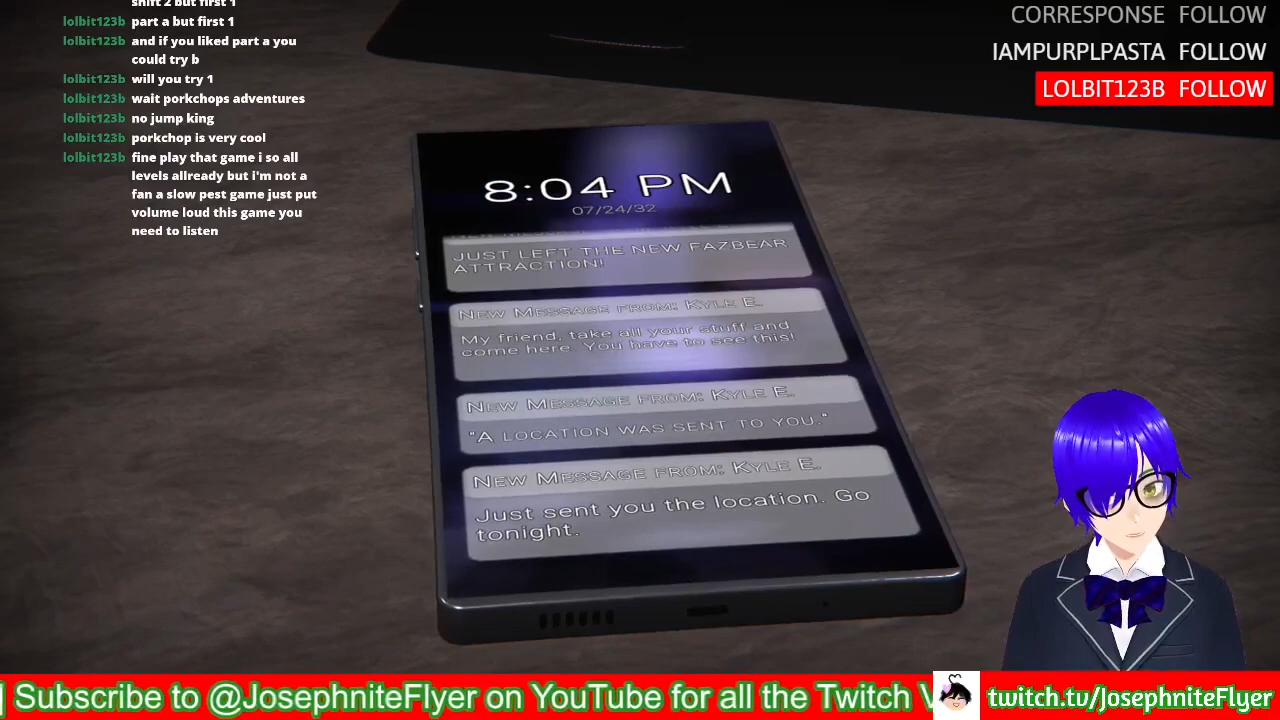 shift 2 but first 1
lolbit123b part a but first 1
lolbit123b and if you liked part a you
could try b
lolbit123b will you try 1
lolbit123b wait porkchops adventures
lolbit123b no jump king
lolbit123b porkchop is very cool
lolbit123b fine play that game i so all
levels allready but i'm not a
fan a slow pest game just put
volume loud this game you
need to listen
CORRESPONSE FOLLOW
IAMPURPLPASTA FOLLOW
LOLBIT123B FOLLOW
8:04 PM
07/24/32
JUST LEFT THE NEW FAZBEAR
ATTRACTION!
New Message from: Kyle E.
My friend, take all your stuff and
come here. You have to see this!
New Message from: Kyle E.
"A LOCATION WAS SENT TO YOU."
New Message from: Kyle E.
Just sent you the location. Go
tonight.
| Subscribe to @JosephniteFlyer on YouTube for all the Twitch V
twitch.tv/JosephniteFlyer